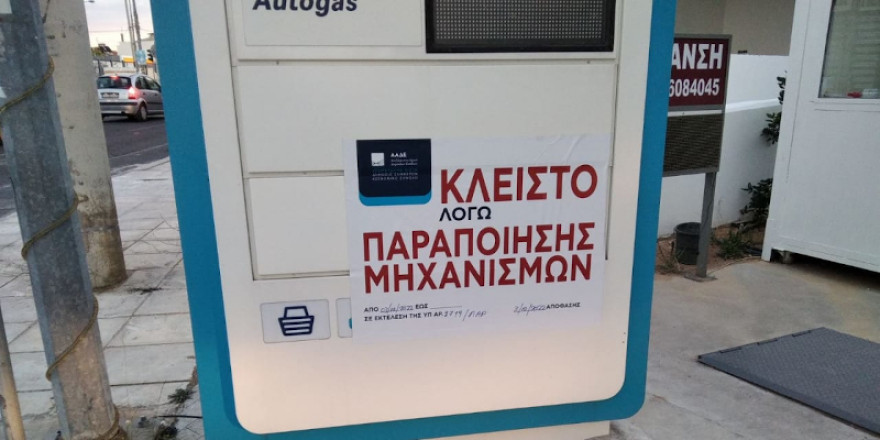 Autogas
ΑΝΣΗ
6084045
ΑΑΔΕ
ΚΛΕΙΣΤΟ
ΛΟΓΩ
ΠΑΡΑΠΟΙΗΣΗΣ
ΜΗΧΑΝΙΣΜΩΝ
ΑΠΟ ΕΩΣ
ΣΕ ΕΚΤΕΛΕΣΗ ΤΗΣ ΥΠ ΑΡ. ΑΠΟΦΑΣΗΣ